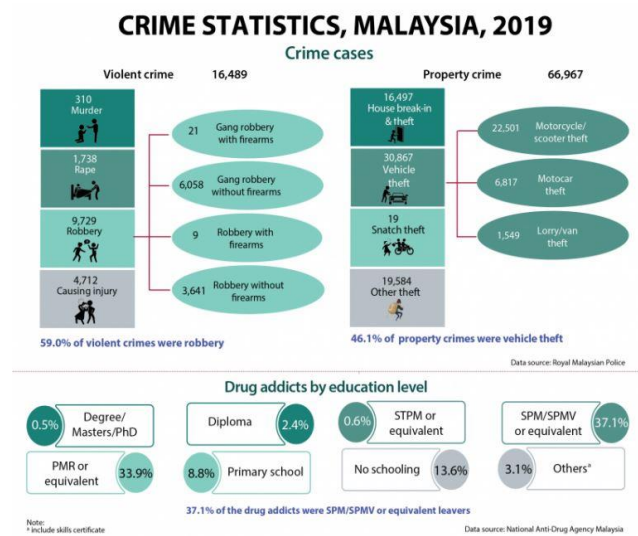 CRIME STATISTICS, MALAYSIA, 2019
Crime cases
Violent crime 16,489
310
Murder
1,738
Rape
9,729
Robbery
4,712
Causing injury
21 Gang robbery
with firearms
6,058 Gang robbery
without firearms
9 Robbery with
firearms
3,641 Robbery without
firearms
59.0% of violent crimes were robbery
Property crime 66,967
16,497
House break-in
& theft
30,867
Vehicle
theft
19
Snatch theft
19,584
Other theft
22,501 Motorcycle/
scooter theft
6,817 Motocar
theft
1,549 Lorry/van
theft
46.1% of property crimes were vehicle theft
Data source: Royal Malaysian Police
Drug addicts by education level
0.5% Degree/
Masters/PhD
Diploma 2.4%
0.6% STPM or
equivalent
SPM/SPMV
or equivalent 37.1%
PMR or
equivalent 33.9%
8.8% Primary school
No schooling 13.6%
3.1% Others*
37.1% of the drug addicts were SPM/SPMV or equivalent leavers
Note:
* include skills certificate
Data source: National Anti-Drug Agency Malaysia